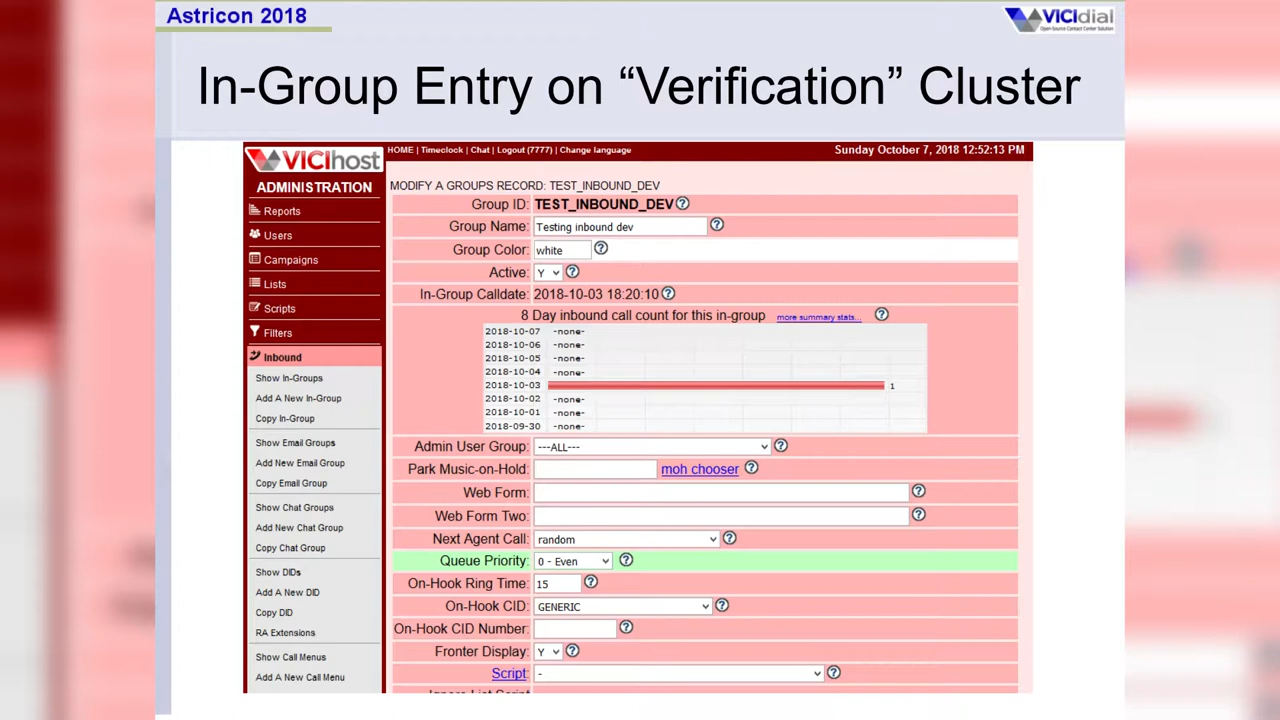 Astricon 2018
VICIdial
Open-Source Contact Center Solution
In-Group Entry on “Verification” Cluster
VICIhost
HOME | Timeclock | Chat | Logout (7777) | Change language
Sunday October 7, 2018 12:52:13 PM
ADMINISTRATION
Reports
Users
Campaigns
Lists
Scripts
Filters
Inbound
Show In-Groups
Add A New In-Group
Copy In-Group
Show Email Groups
Add New Email Group
Copy Email Group
Show Chat Groups
Add New Chat Group
Copy Chat Group
Show DIDs
Add A New DID
Copy DID
RA Extensions
Show Call Menus
Add A New Call Menu
MODIFY A GROUPS RECORD: TEST_INBOUND_DEV
Group ID: TEST_INBOUND_DEV
Group Name: Testing inbound dev
Group Color: white
Active: Y
In-Group Calldate: 2018-10-03 18:20:10
8 Day inbound call count for this in-group more summary stats...
2018-10-07 -none-
2018-10-06 -none-
2018-10-05 -none-
2018-10-04 -none-
2018-10-03 1
2018-10-02 -none-
2018-10-01 -none-
2018-09-30 -none-
Admin User Group: ---ALL---
Park Music-on-Hold: moh chooser
Web Form:
Web Form Two:
Next Agent Call: random
Queue Priority: 0 - Even
On-Hook Ring Time: 15
On-Hook CID: GENERIC
On-Hook CID Number:
Fronter Display: Y
Script: -